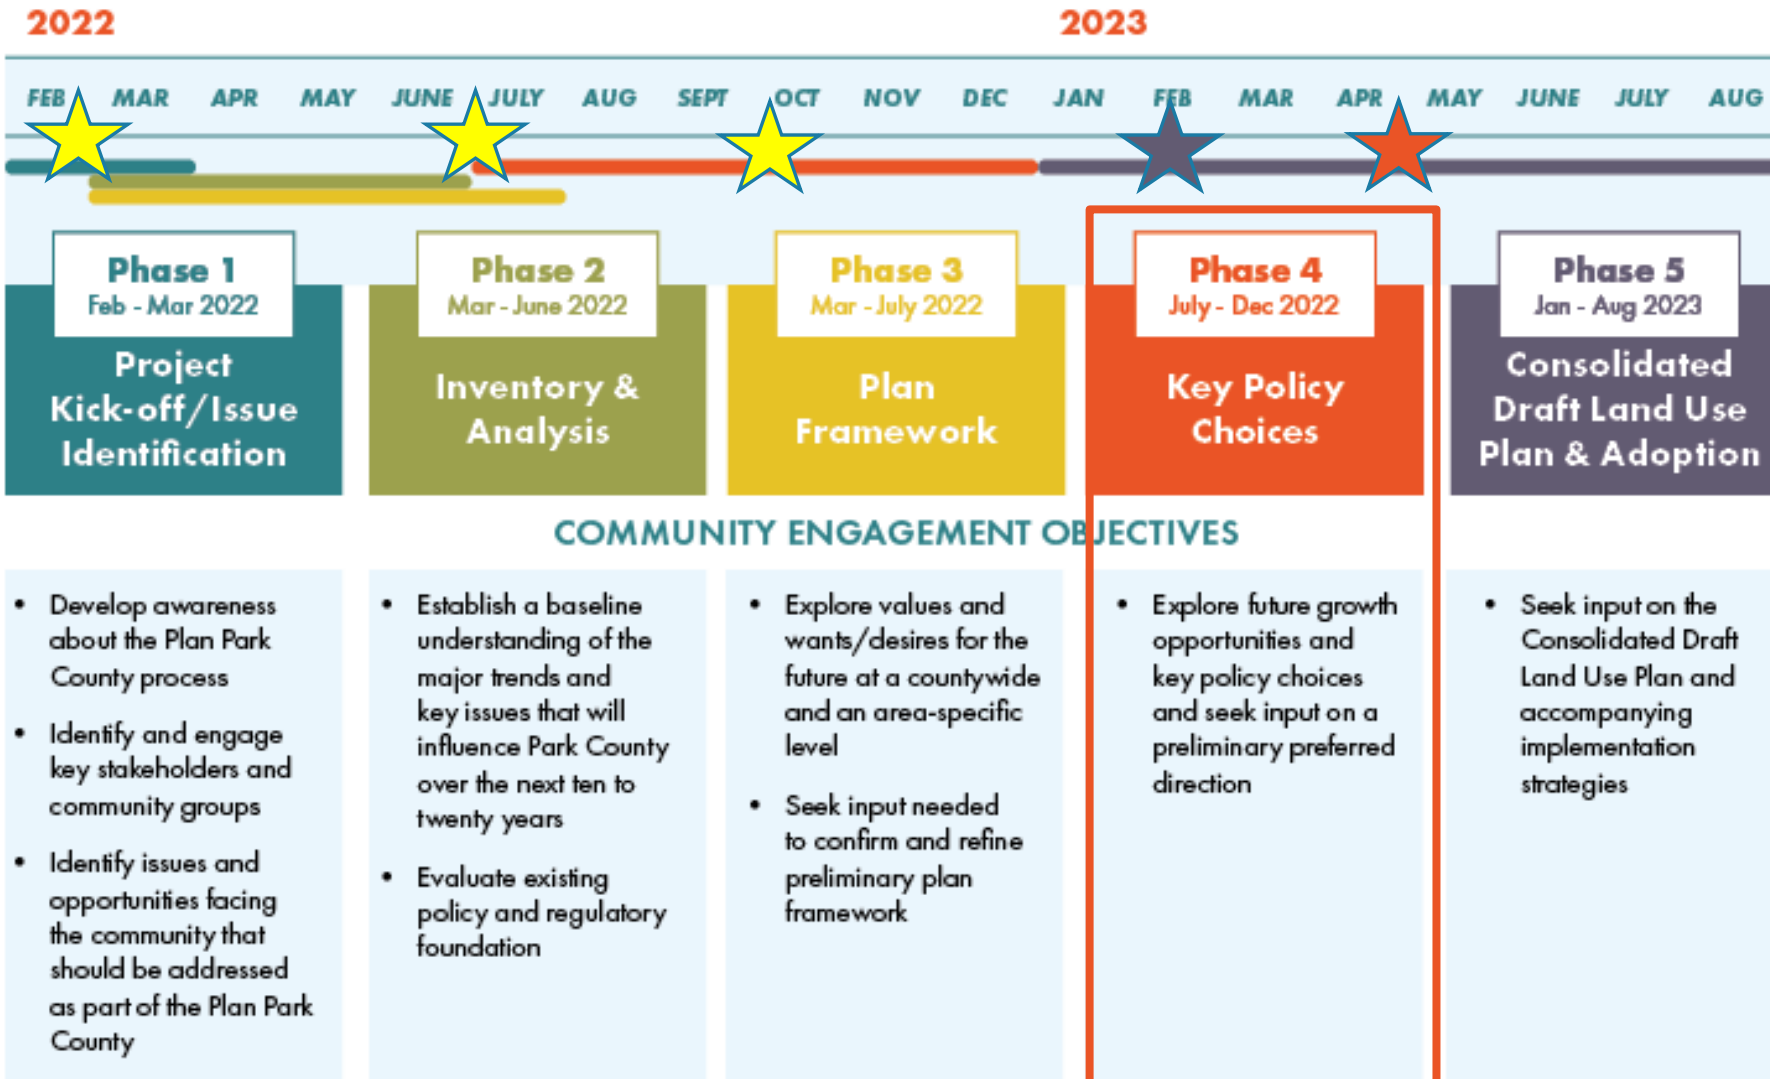 2022
2023
FEB MAR APR MAY JUNE JULY AUG SEPT OCT NOV DEC JAN FEB MAR APR MAY JUNE JULY AUG
Phase 1
Feb - Mar 2022
Project
Kick-off/Issue
Identification
Phase 2
Mar - June 2022
Inventory &
Analysis
Phase 3
Mar - July 2022
Plan
Framework
Phase 4
July - Dec 2022
Key Policy
Choices
Phase 5
Jan - Aug 2023
Consolidated
Draft Land Use
Plan & Adoption
COMMUNITY ENGAGEMENT OBJECTIVES
• Develop awareness
about the Plan Park
County process
• Identify and engage
key stakeholders and
community groups
• Identify issues and
opportunities facing
the community that
should be addressed
as part of the Plan Park
County
• Establish a baseline
understanding of the
major trends and
key issues that will
influence Park County
over the next ten to
twenty years
• Evaluate existing
policy and regulatory
foundation
• Explore values and
wants/desires for the
future at a countywide
and an area-specific
level
• Seek input needed
to confirm and refine
preliminary plan
framework
• Explore future growth
opportunities and
key policy choices
and seek input on a
preliminary preferred
direction
• Seek input on the
Consolidated Draft
Land Use Plan and
accompanying
implementation
strategies